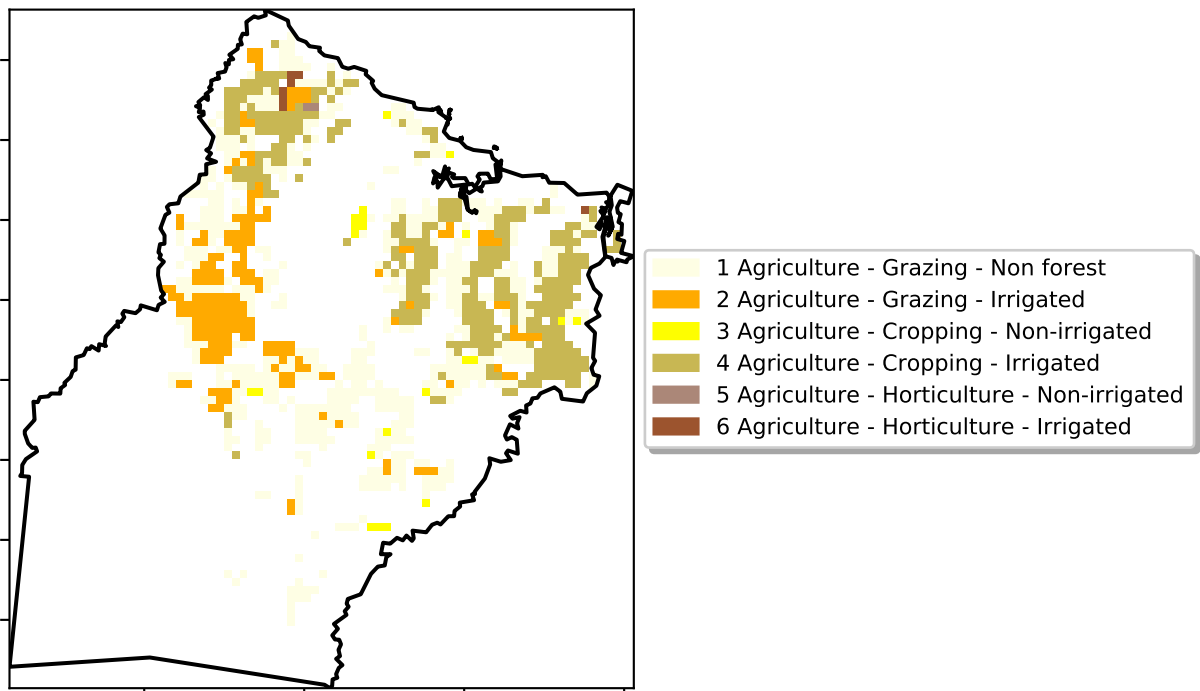 1 Agriculture - Grazing - Non forest
2 Agriculture - Grazing - Irrigated
3 Agriculture - Cropping - Non-irrigated
4 Agriculture - Cropping - Irrigated
5 Agriculture - Horticulture - Non-irrigated
6 Agriculture - Horticulture - Irrigated